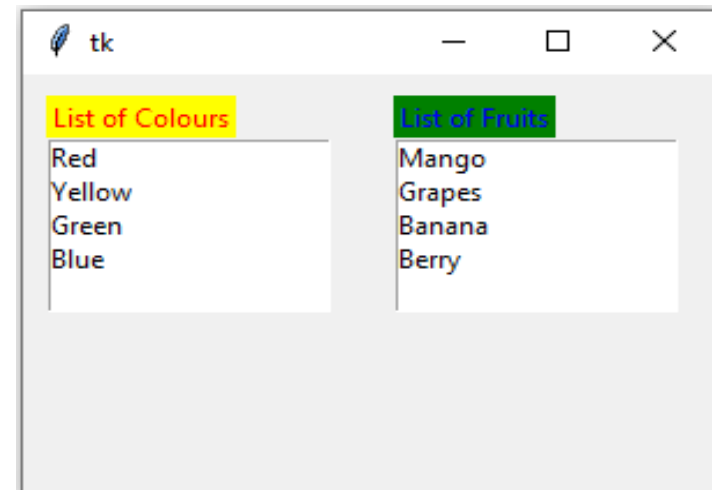 tk
List of Colours
Red
Yellow
Green
Blue
List of Fruits
Mango
Grapes
Banana
Berry